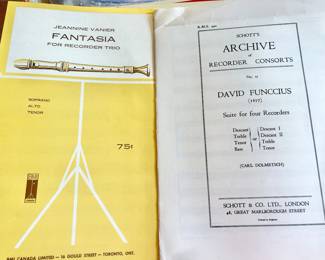 JEANNINE VANIER
FANTASIA
FOR RECORDER TRIO
SOPRANO
ALTO
TENOR
75¢
BMI CANADA LIMITED — 16 GOULD STREET — TORONTO, ONT.
SCHOTT'S
ARCHIVE
OF
RECORDER CONSORTS
DAVID FUNCCIUS
Suite for four Recorders
Descant Descant I
Treble or Descant II
Tenor Treble
Bass Tenor
(CARL DOLMETSCH)
SCHOTT & CO. LTD., LONDON
48, GREAT MARLBOROUGH STREET